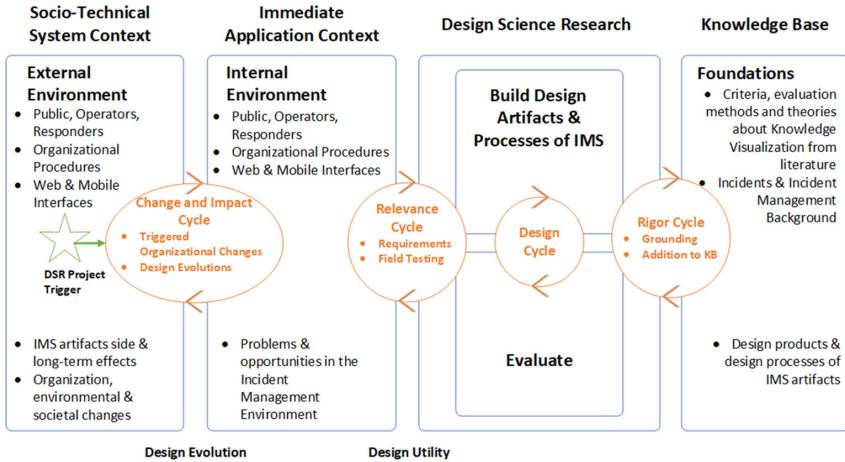 Socio-Technical
System Context
Immediate
Application Context
Design Science Research
Knowledge Base
External
Environment
• Public, Operators,
Responders
• Organizational
Procedures
• Web & Mobile
Interfaces
DSR Project
Trigger
• IMS artifacts side &
long-term effects
• Organization,
environmental &
societal changes
Change and Impact
Cycle
• Triggered
Organizational Changes
• Design Evolutions
Internal
Environment
• Public, Operators,
Responders
• Organizational Procedures
• Web & Mobile Interfaces
• Problems &
opportunities in the
Incident
Management
Environment
Relevance
Cycle
• Requirements
• Field Testing
Build Design
Artifacts &
Processes of IMS
Design
Cycle
Evaluate
Rigor Cycle
• Grounding
• Addition to KB
Foundations
• Criteria, evaluation
methods and theories
about Knowledge
Visualization from
literature
• Incidents & Incident
Management
Background
• Design products &
design processes of
IMS artifacts
Design Evolution
Design Utility